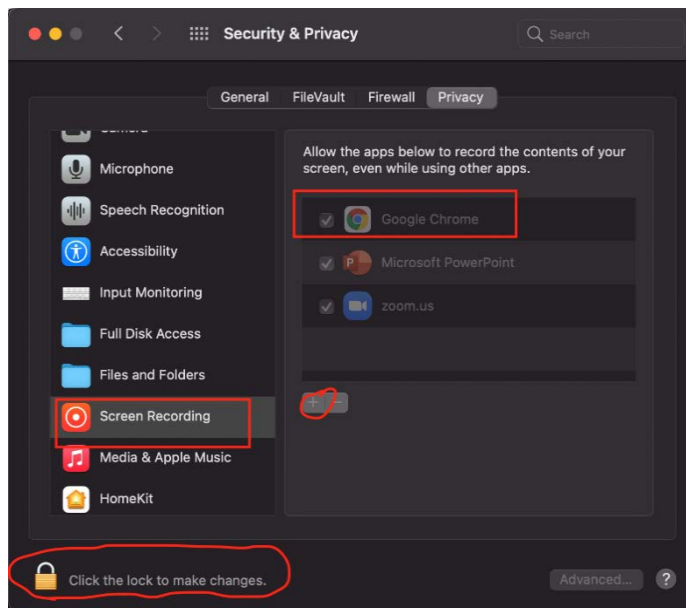 Security & Privacy
Search
General FileVault Firewall Privacy
Camera
Microphone
Speech Recognition
Accessibility
Input Monitoring
Full Disk Access
Files and Folders
Screen Recording
Media & Apple Music
HomeKit
Allow the apps below to record the contents of your
screen, even while using other apps.
Google Chrome
Microsoft PowerPoint
zoom.us
+ −
Click the lock to make changes.
Advanced...
?